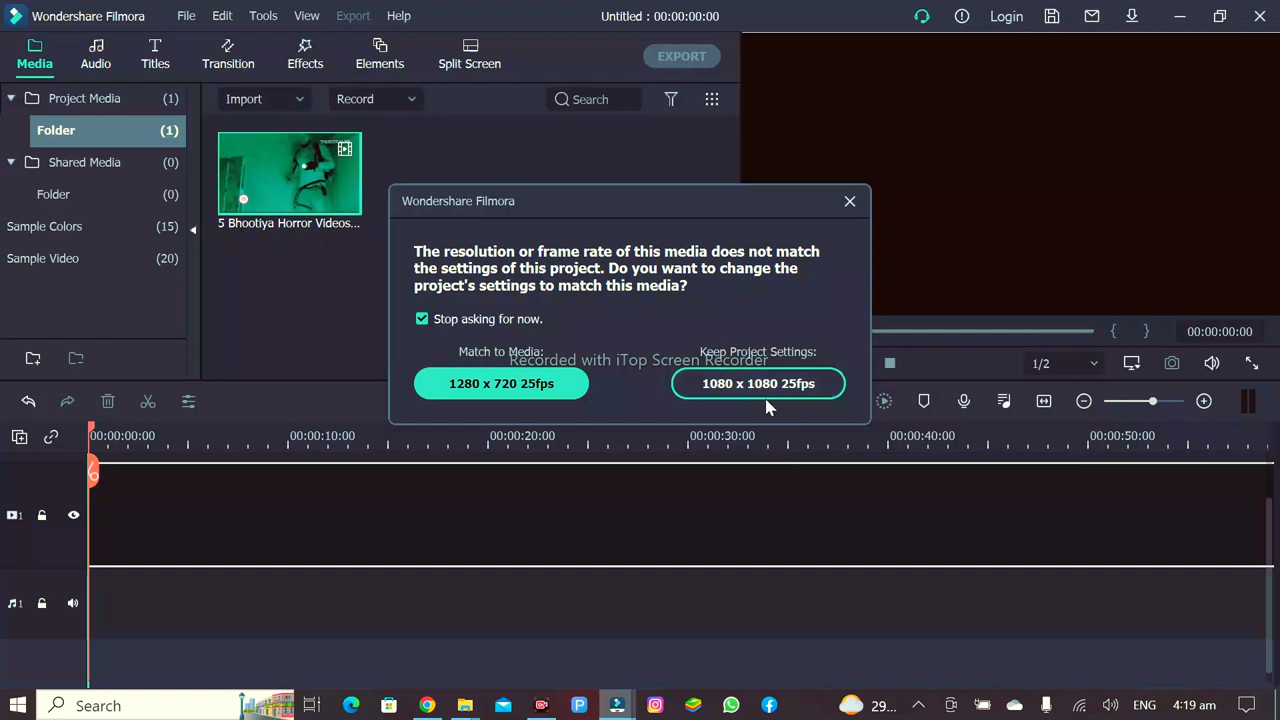 Wondershare Filmora File Edit Tools View Export Help Untitled : 00:00:00:00 Login
Media Audio Titles Transition Effects Elements Split Screen EXPORT
Project Media (1)
Folder (1)
Shared Media (0)
Folder (0)
Sample Colors (15)
Sample Video (20)
Import Record Search
5 Bhootiya Horror Videos...
Wondershare Filmora
The resolution or frame rate of this media does not match
the settings of this project. Do you want to change the
project's settings to match this media?
Stop asking for now.
Match to Media: Keep Project Settings:
Recorded with iTop Screen Recorder
1280 x 720 25fps 1080 x 1080 25fps
{ } 00:00:00:00
1/2
00:00:00:00 00:00:10:00 00:00:20:00 00:00:30:00 00:00:40:00 00:00:50:00
1
1
Search 29... ENG 4:19 am